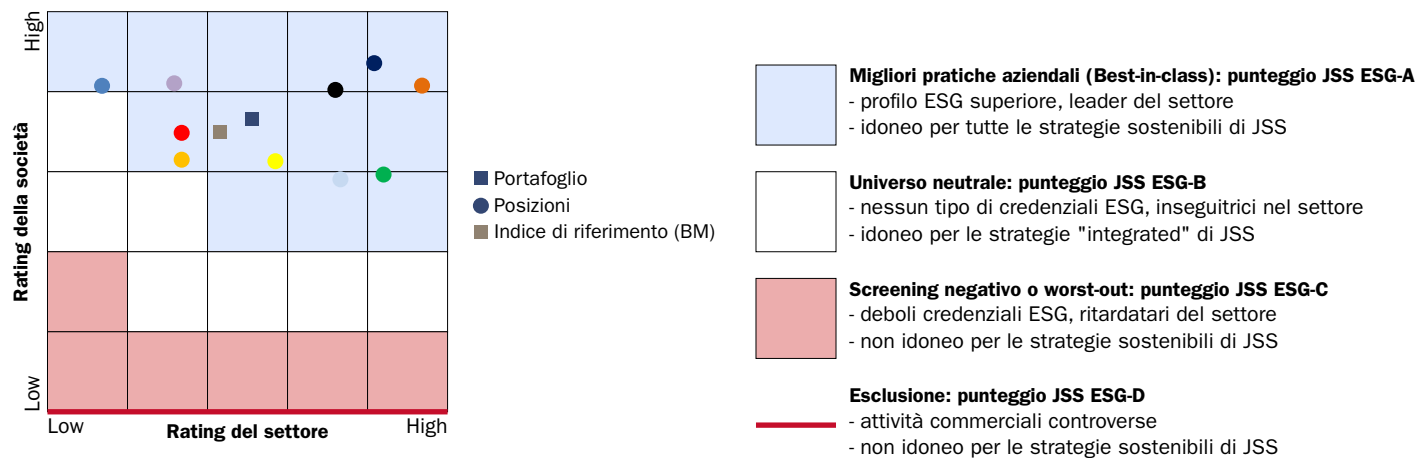 High
Rating della società
Low
Low
Rating del settore
High
Portafoglio
Posizioni
Indice di riferimento (BM)
Migliori pratiche aziendali (Best-in-class): punteggio JSS ESG-A
- profilo ESG superiore, leader del settore
- idoneo per tutte le strategie sostenibili di JSS
Universo neutrale: punteggio JSS ESG-B
- nessun tipo di credenziali ESG, inseguitrici nel settore
- idoneo per le strategie "integrated" di JSS
Screening negativo o worst-out: punteggio JSS ESG-C
- deboli credenziali ESG, ritardatari del settore
- non idoneo per le strategie sostenibili di JSS
Esclusione: punteggio JSS ESG-D
- attività commerciali controverse
- non idoneo per le strategie sostenibili di JSS